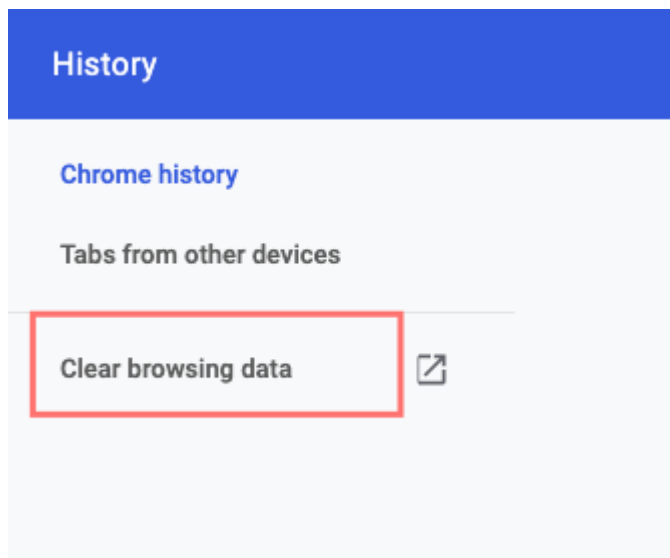 History
Chrome history
Tabs from other devices
Clear browsing data